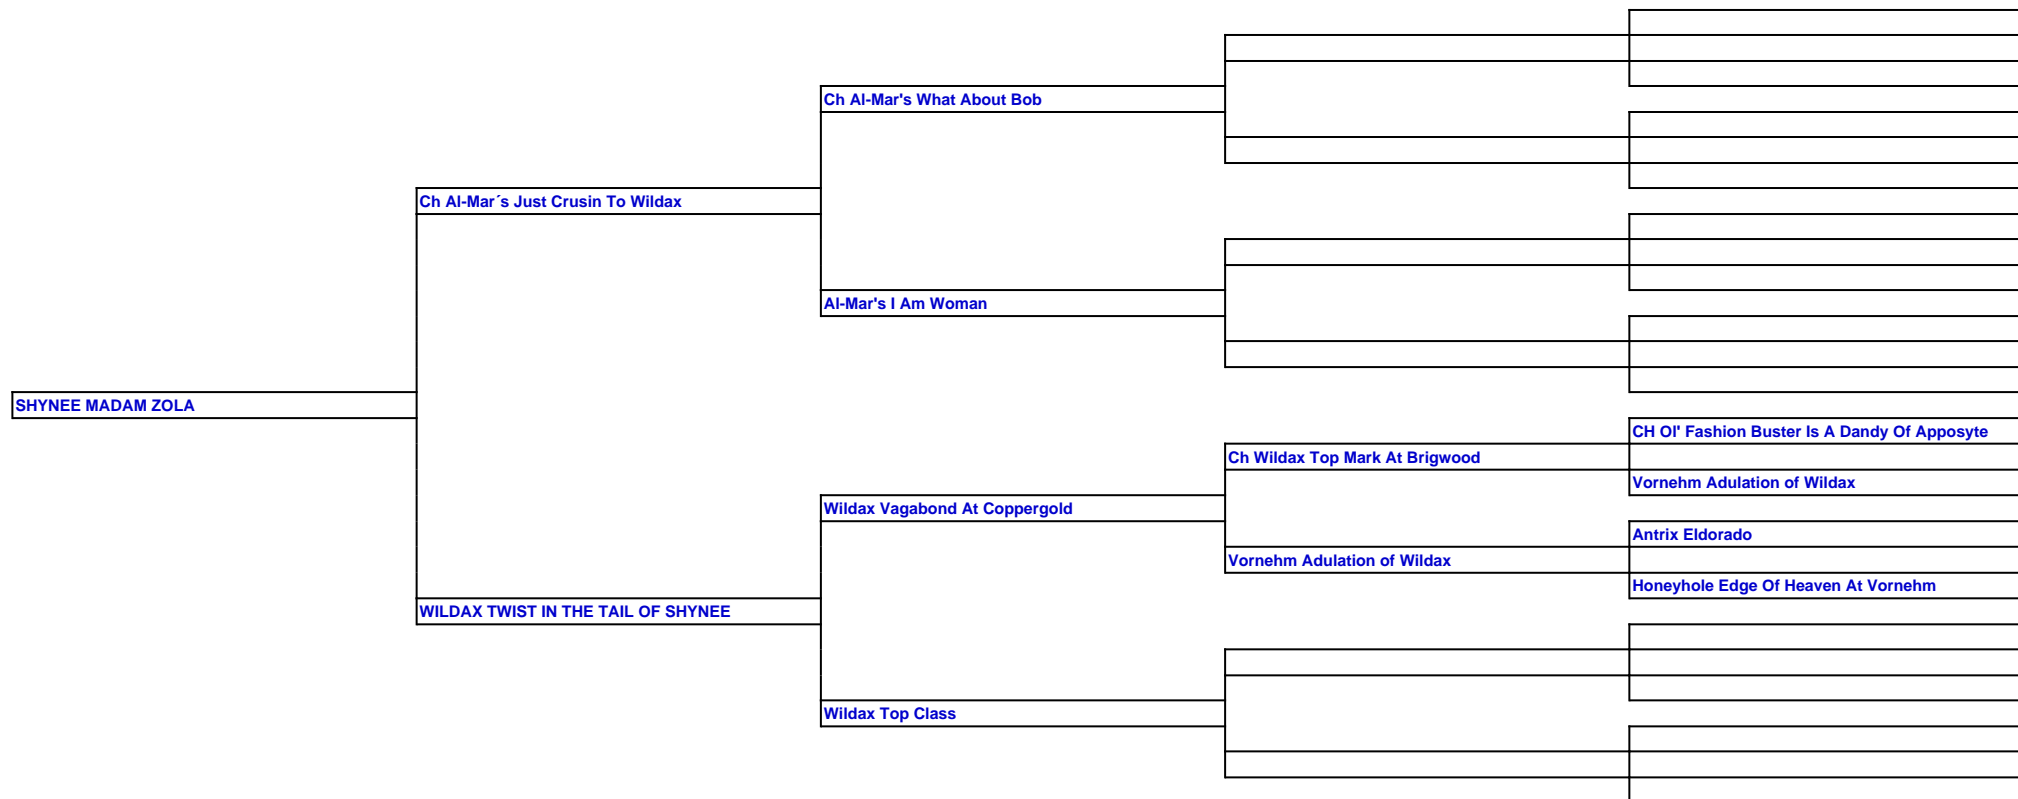 Ch Al-Mar's What About Bob
Ch Al-Mar´s Just Crusin To Wildax
Al-Mar's I Am Woman
SHYNEE MADAM ZOLA
CH Ol' Fashion Buster Is A Dandy Of Apposyte
Ch Wildax Top Mark At Brigwood
Vornehm Adulation of Wildax
Wildax Vagabond At Coppergold
Antrix Eldorado
Vornehm Adulation of Wildax
Honeyhole Edge Of Heaven At Vornehm
WILDAX TWIST IN THE TAIL OF SHYNEE
Wildax Top Class